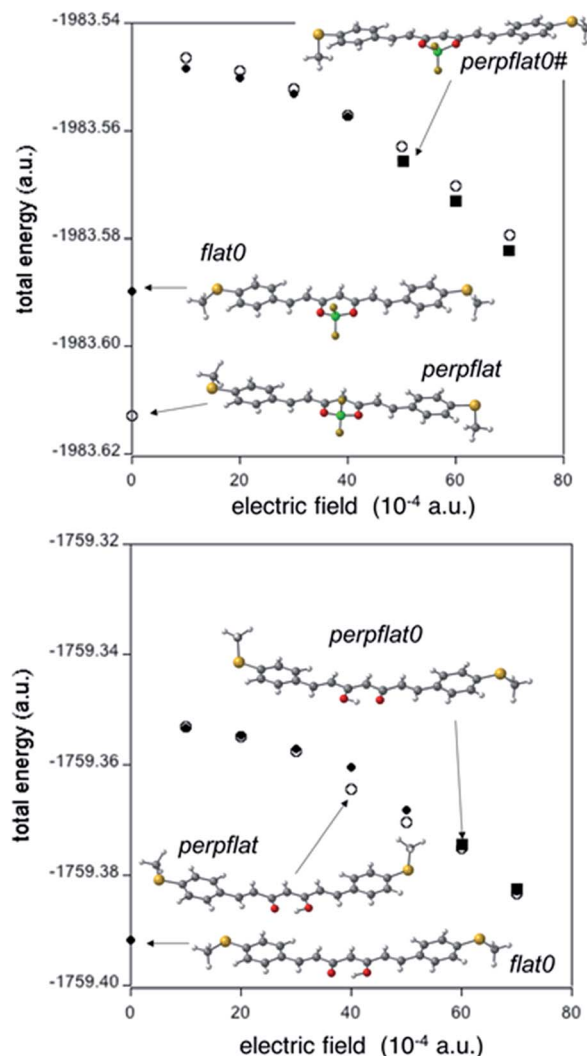 -1983.54
perpflat0#
-1983.56
total energy (a.u.)
-1983.58
flat0
-1983.60
perpflat
-1983.62
0 20 40 60 80
electric field (10-4 a.u.)
-1759.32
perpflat0
-1759.34
total energy (a.u.)
-1759.36
perpflat
-1759.38
flat0
-1759.40
0 20 40 60 80
electric field (10-4 a.u.)